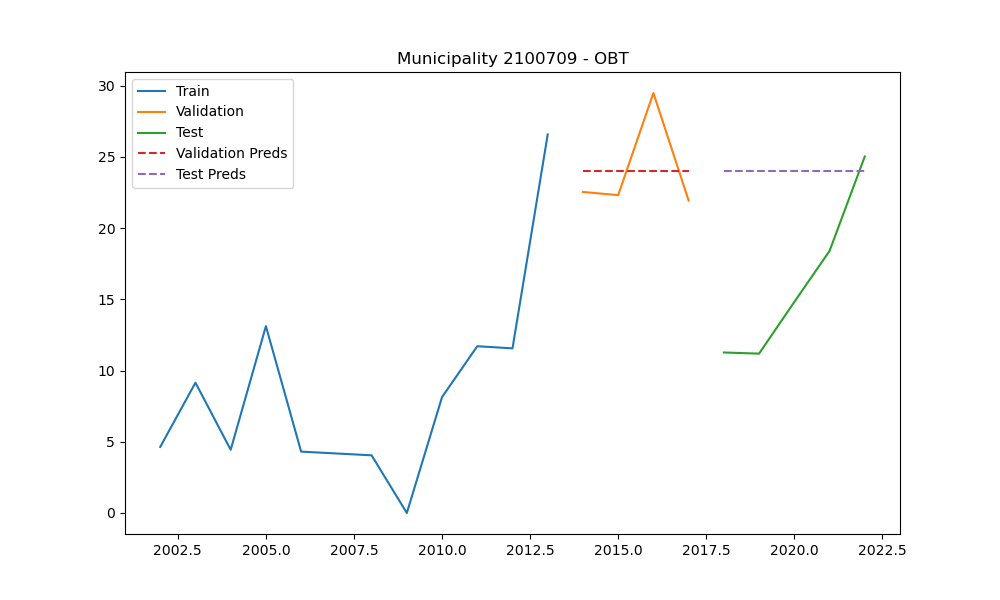 Municipality 2100709 - OBT
Train
Validation
Test
Validation Preds
Test Preds
30
25
20
15
10
5
0
2002.5 2005.0 2007.5 2010.0 2012.5 2015.0 2017.5 2020.0 2022.5